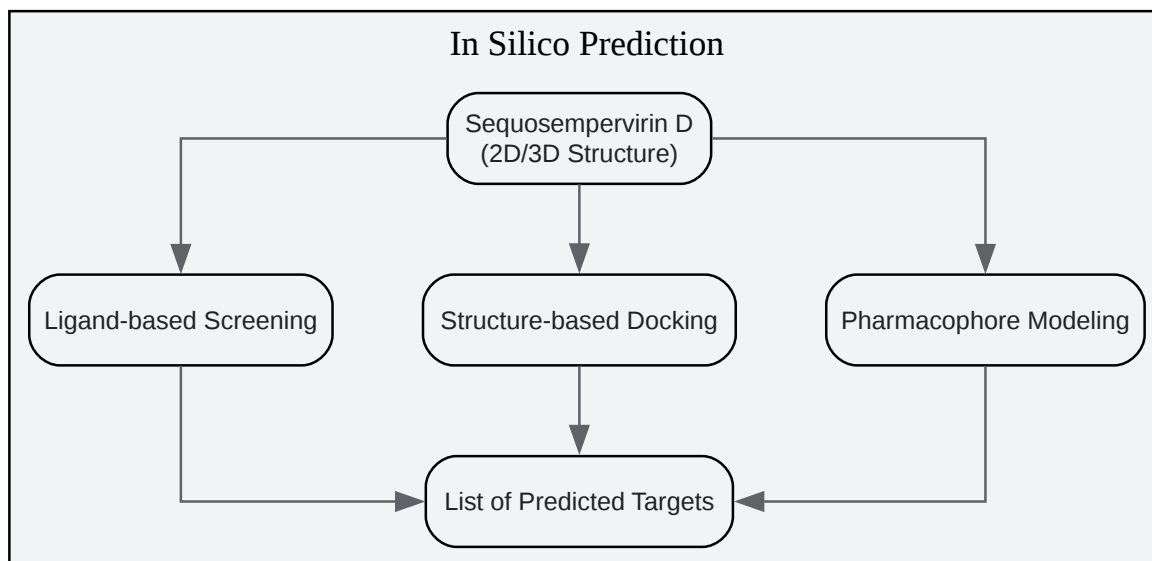 In Silico Prediction
Sequosempervirin D
(2D/3D Structure)
Ligand-based Screening
Structure-based Docking
Pharmacophore Modeling
List of Predicted Targets